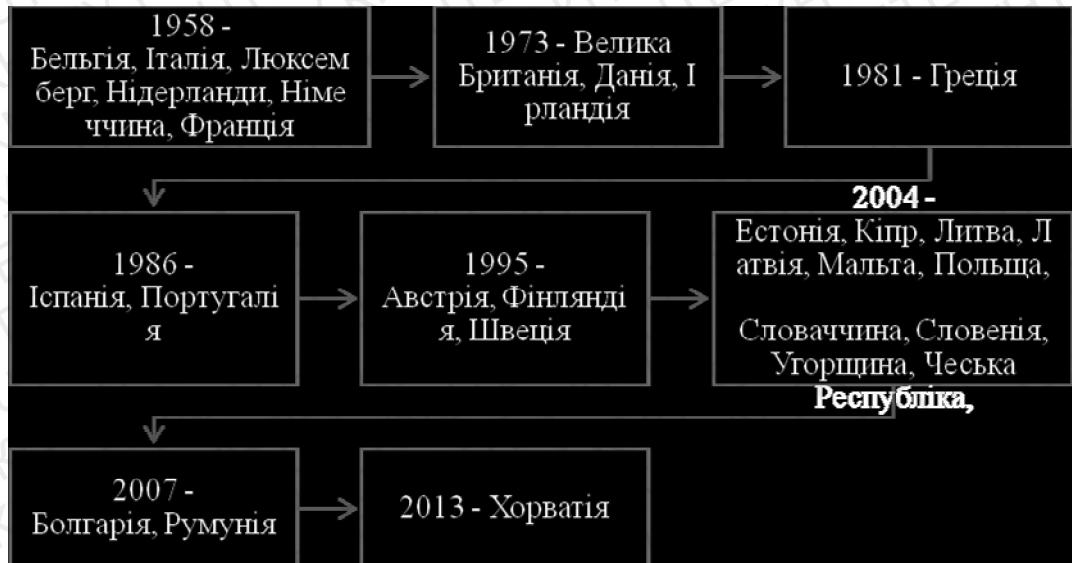 1958 -
Бельгія, Італія, Люксем
берг, Нідерланди, Німе
ччина, Франція
1973 - Велика
Британія, Данія, І
рландія
1981 - Греція
1986 -
Іспанія, Португалі
я
1995 -
Австрія, Фінлянді
я, Швеція
2004 -
Естонія, Кіпр, Литва, Л
атвія, Мальта, Польща,
Словаччина, Словенія,
Угорщина, Чеська
Республіка,
2007 -
Болгарія, Румунія
2013 - Хорватія